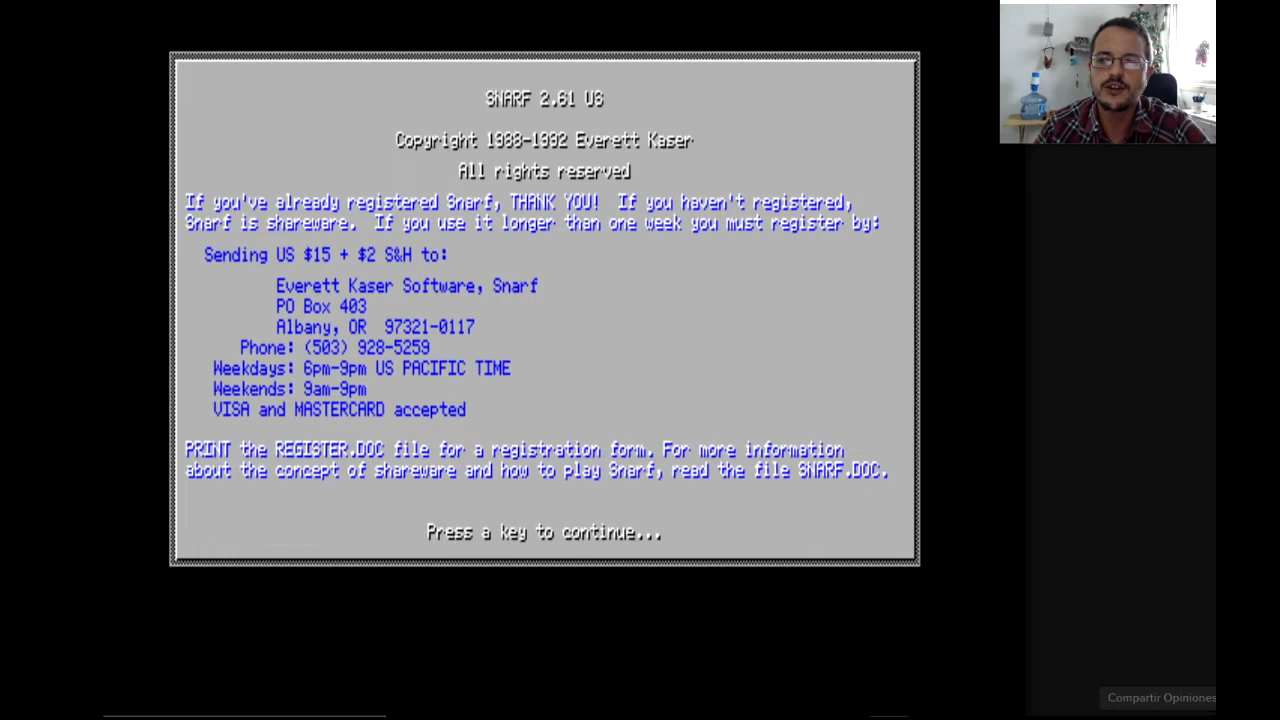 SNARF 2.61 US
Copyright 1988-1992 Everett Kaser
All rights reserved
If you've already registered Snarf, THANK YOU! If you haven't registered,
Snarf is shareware. If you use it longer than one week you must register by:
Sending US $15 + $2 S&H to:
Everett Kaser Software, Snarf
PO Box 403
Albany, OR 97321-0117
Phone: (503) 928-5259
Weekdays: 6pm-9pm US PACIFIC TIME
Weekends: 9am-9pm
VISA and MASTERCARD accepted
PRINT the REGISTER.DOC file for a registration form. For more information
about the concept of shareware and how to play Snarf, read the file SNARF.DOC.
Press a key to continue...
Compartir Opiniones